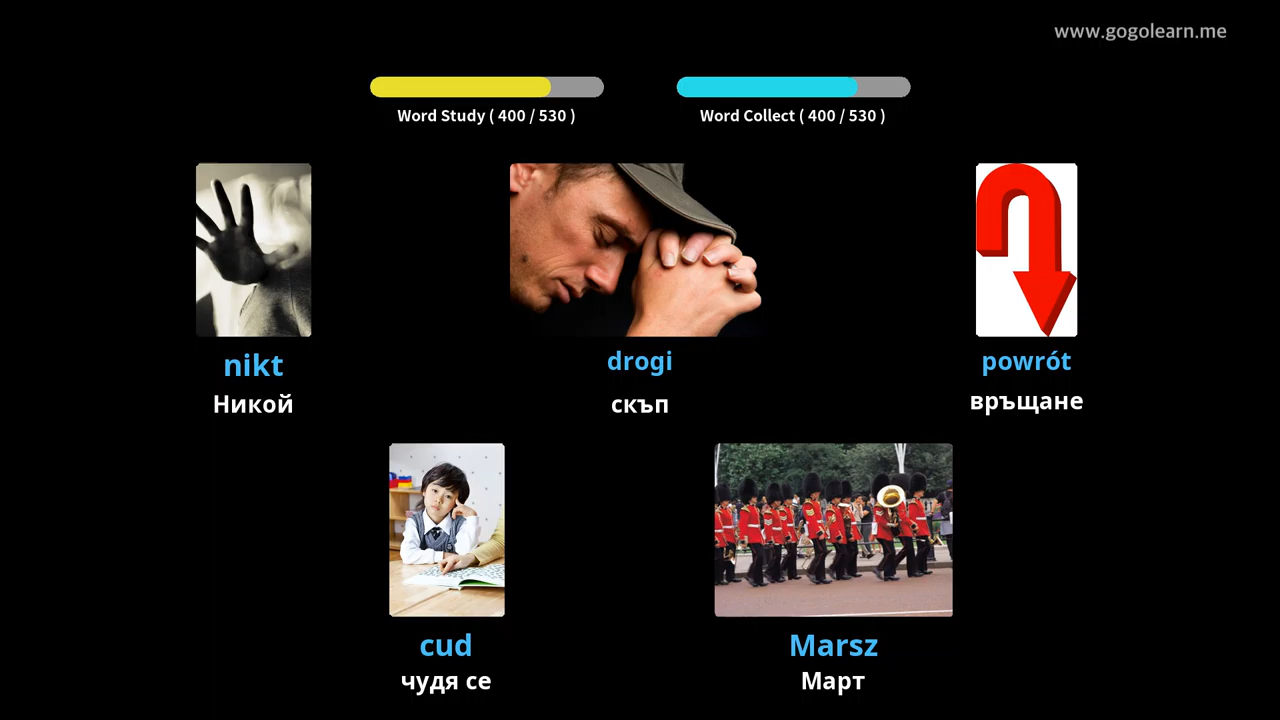 www.gogolearn.me
Word Study ( 400 / 530 )
Word Collect ( 400 / 530 )
nikt
Никой
drogi
скъп
powrót
връщане
cud
чудя се
Marsz
Март